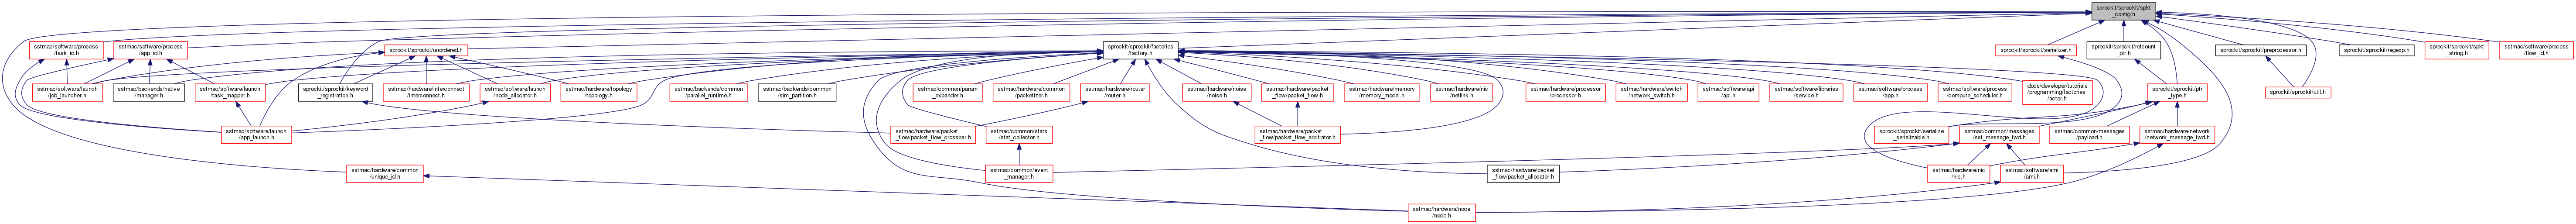 sprockit/sprockit/spkt
_config.h
sstmac/software/process
/task_id.h
sstmac/software/process
/app_id.h
sprockit/sprockit/unordered.h
sprockit/sprockit/factories
/factory.h
sprockit/sprockit/serializer.h
sprockit/sprockit/refcount
_ptr.h
sprockit/sprockit/preprocessor.h
sprockit/sprockit/regexp.h
sprockit/sprockit/spkt
_string.h
sstmac/software/process
/flow_id.h
sstmac/software/launch
/job_launcher.h
sstmac/backends/native
/manager.h
sstmac/software/launch
/task_mapper.h
sprockit/sprockit/keyword
_registration.h
sstmac/hardware/interconnect
/interconnect.h
sstmac/software/launch
/node_allocator.h
sstmac/hardware/topology
/topology.h
sstmac/backends/common
/parallel_runtime.h
sstmac/backends/common
/sim_partition.h
sstmac/common/param
_expander.h
sstmac/hardware/common
/packetizer.h
sstmac/hardware/router
/router.h
sstmac/hardware/noise
/noise.h
sstmac/hardware/packet
_flow/packet_flow.h
sstmac/hardware/memory
/memory_model.h
sstmac/hardware/nic
/netlink.h
sstmac/hardware/processor
/processor.h
sstmac/hardware/switch
/network_switch.h
sstmac/software/api
/api.h
sstmac/software/libraries
/service.h
sstmac/software/process
/app.h
sstmac/software/process
/compute_scheduler.h
docs/developer/tutorials
/programming/factories
/actor.h
sprockit/sprockit/ptr
_type.h
sprockit/sprockit/util.h
sstmac/software/launch
/app_launch.h
sstmac/hardware/packet
_flow/packet_flow_crossbar.h
sstmac/common/stats
/stat_collector.h
sstmac/hardware/packet
_flow/packet_flow_arbitrator.h
sprockit/sprockit/serialize
_serializable.h
sstmac/common/messages
/sst_message_fwd.h
sstmac/common/messages
/payload.h
sstmac/hardware/network
/network_message_fwd.h
sstmac/hardware/common
/unique_id.h
sstmac/common/event
_manager.h
sstmac/hardware/packet
_flow/packet_allocator.h
sstmac/hardware/nic
/nic.h
sstmac/software/ami
/ami.h
sstmac/hardware/node
/node.h